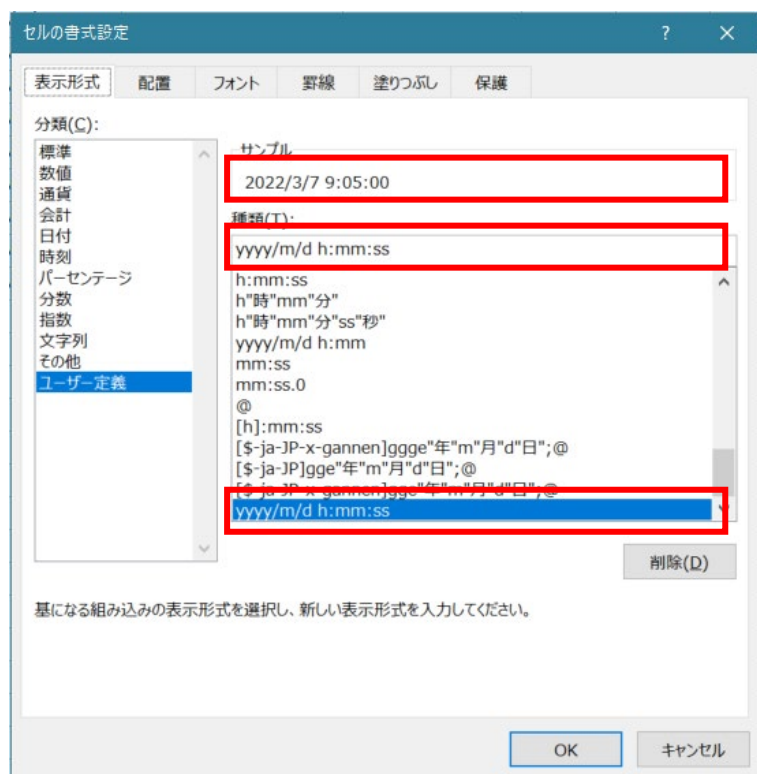 セルの書式設定
表示形式 配置 フォント 罫線 塗りつぶし 保護
分類(C):
標準
数値
通貨
会計
日付
時刻
パーセンテージ
分数
指数
文字列
その他
ユーザー定義
サンプル
2022/3/7 9:05:00
種類(T):
yyyy/m/d h:mm:ss
h:mm:ss
h"時"mm"分"
h"時"mm"分"ss"秒"
yyyy/m/d h:mm
mm:ss
mm:ss.0
@
[h]:mm:ss
[$-ja-JP-x-gannen]ggge"年"m"月"d"日";@
[$-ja-JP]gge"年"m"月"d"日";@
[$-ja-JP-x-gannen]gge"年"m"月"d"日";@
yyyy/m/d h:mm:ss
削除(D)
基になる組み込みの表示形式を選択し、新しい表示形式を入力してください。
OK キャンセル